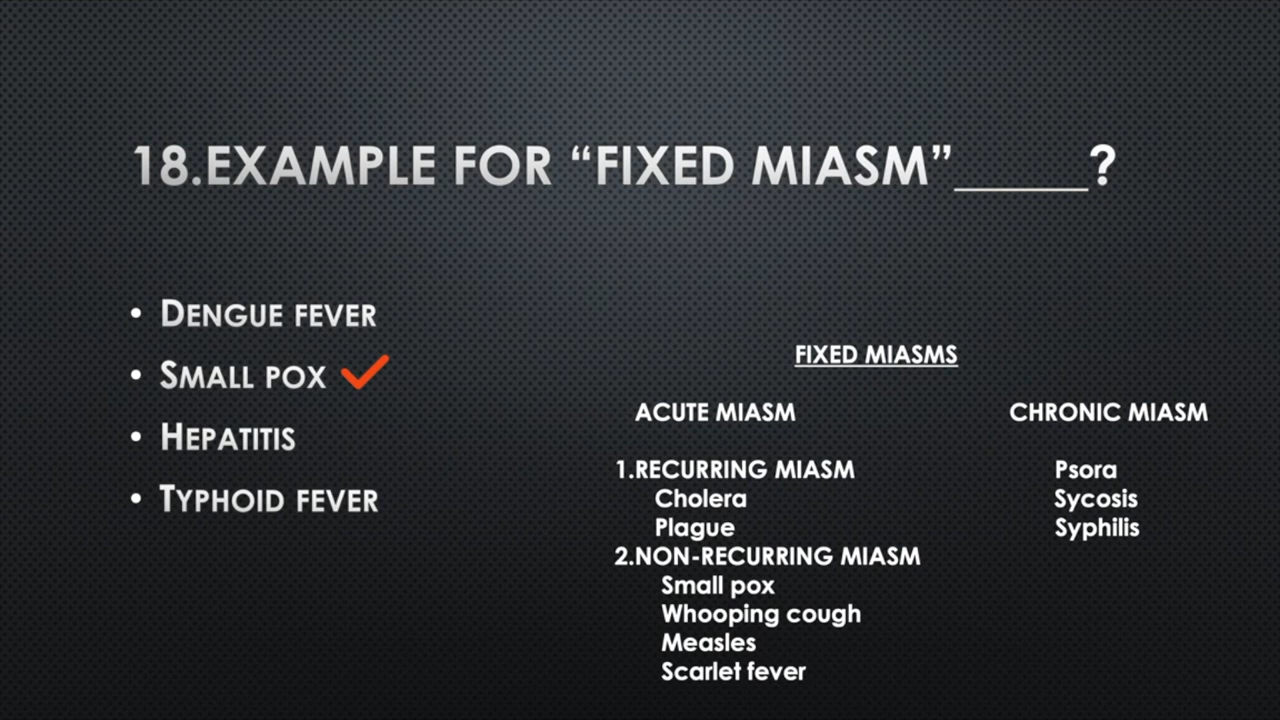 18.EXAMPLE FOR “FIXED MIASM”_____?
• DENGUE FEVER
• SMALL POX
• HEPATITIS
• TYPHOID FEVER
FIXED MIASMS
ACUTE MIASM CHRONIC MIASM
1.RECURRING MIASM Psora
Cholera Sycosis
Plague Syphilis
2.NON-RECURRING MIASM
Small pox
Whooping cough
Measles
Scarlet fever